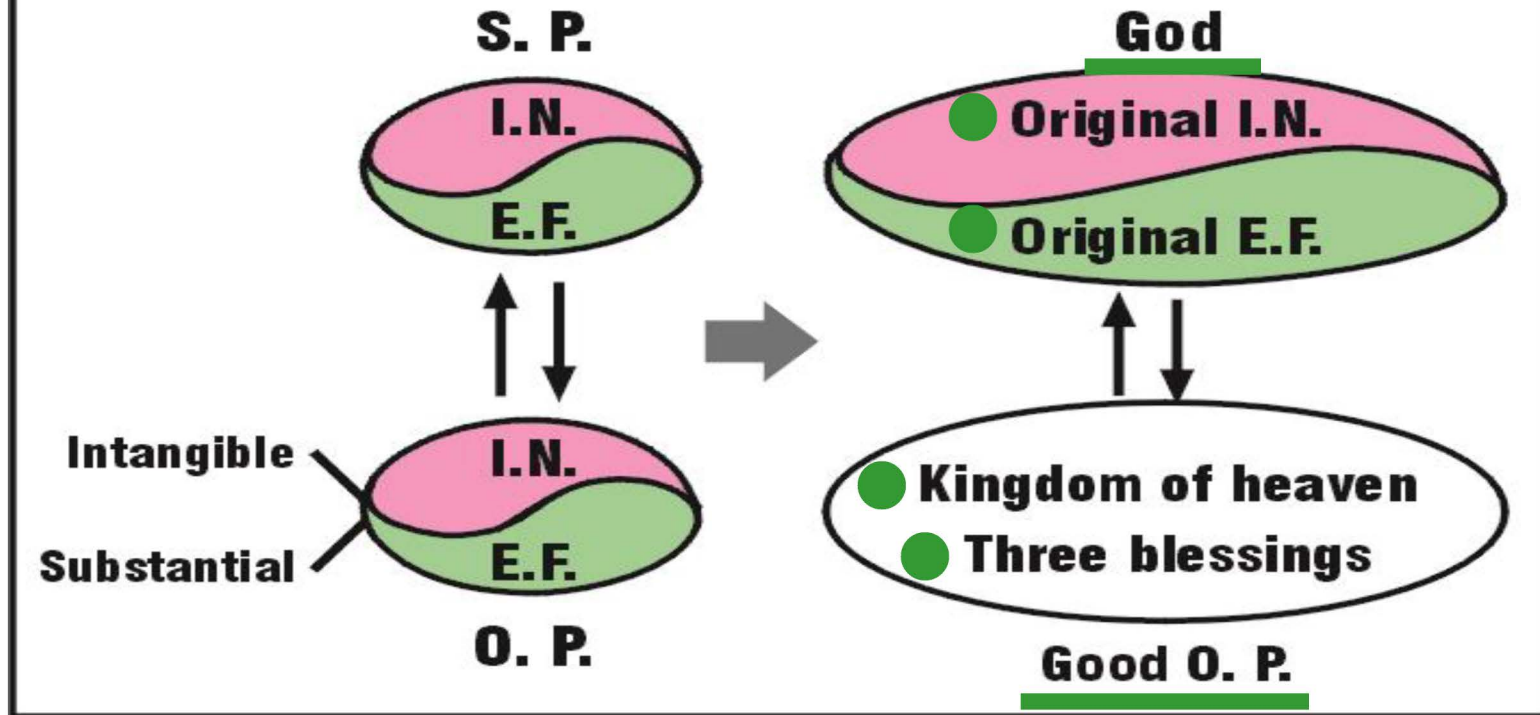 S. P.
I.N.
E.F.
Intangible
Substantial
I.N.
E.F.
O. P.
God
Original I.N.
Original E.F.
Kingdom of heaven
Three blessings
Good O. P.